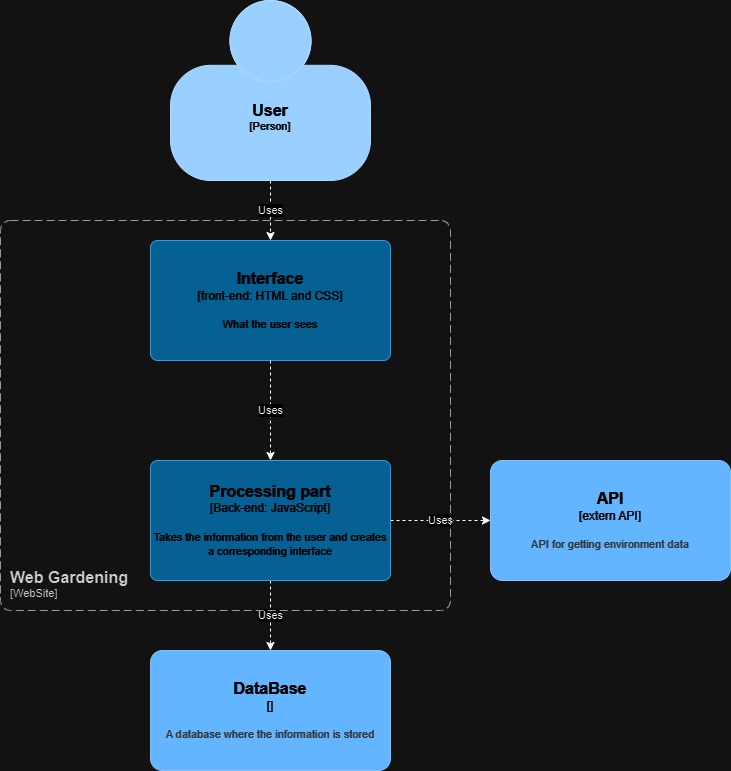 User
[Person]
Uses
Interface
[front-end: HTML and CSS]
What the user sees
Uses
Processing part
[Back-end: JavaScript]
Takes the information from the user and creates
a corresponding interface
Uses
API
[extern API]
API for getting environment data
Web Gardening
[WebSite]
Uses
DataBase
[]
A database where the information is stored